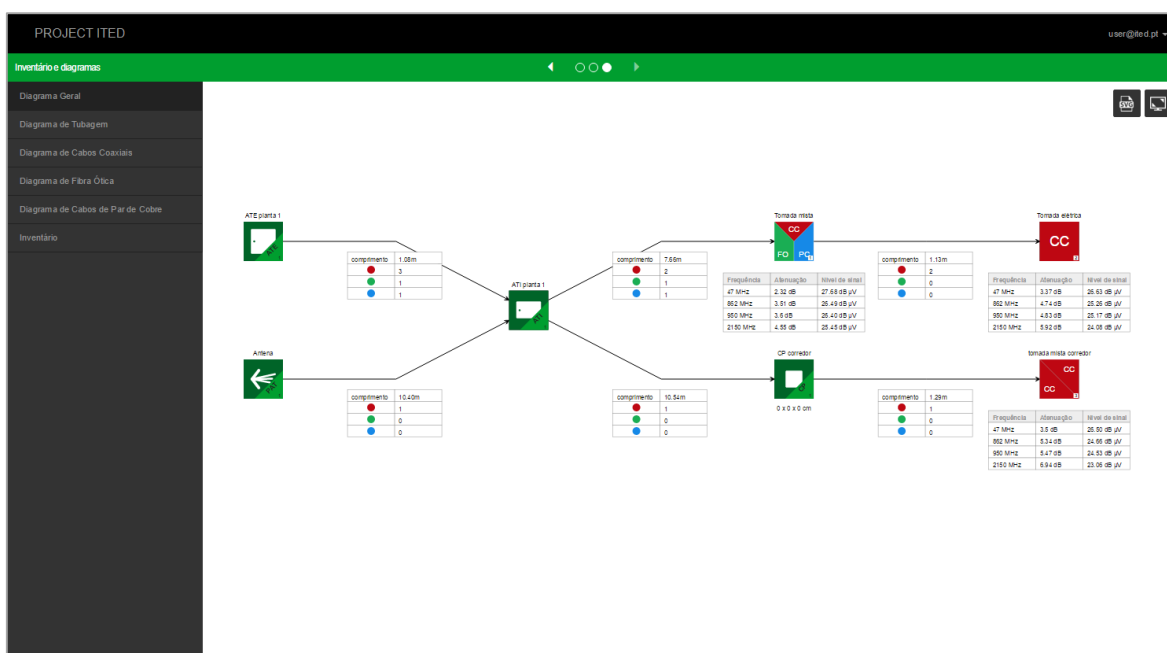 PROJECT ITED
user@ited.pt
Inventário e diagramas
Diagrama Geral
Diagrama de Tubagem
Diagrama de Cabos Coaxiais
Diagrama de Fibra Ótica
Diagrama de Cabos de Par de Cobre
Inventário
SVG
ATE planta 1
ATE
comprimento 1.08m
3
1
1
Antena
PAT
comprimento 10.40m
1
0
0
ATI planta 1
ATI
comprimento 7.66m
2
1
1
comprimento 10.54m
1
0
0
Tomada mista
CC
FO PC
Frequência Atenuação Nível de sinal
47 MHz 2.32 dB 27.68 dB µV
862 MHz 3.51 dB 26.49 dB µV
950 MHz 3.6 dB 26.40 dB µV
2150 MHz 4.55 dB 25.45 dB µV
CP corredor
CP
0 x 0 x 0 cm
comprimento 1.13m
2
0
0
comprimento 1.29m
1
0
0
Tomada elétrica
CC
2
Frequência Atenuação Nível de sinal
47 MHz 3.37 dB 26.63 dB µV
862 MHz 4.74 dB 25.26 dB µV
950 MHz 4.83 dB 25.17 dB µV
2150 MHz 5.92 dB 24.08 dB µV
tomada mista corredor
CC
CC
Frequência Atenuação Nível de sinal
47 MHz 3.5 dB 26.50 dB µV
862 MHz 5.34 dB 24.66 dB µV
950 MHz 5.47 dB 24.53 dB µV
2150 MHz 6.94 dB 23.06 dB µV